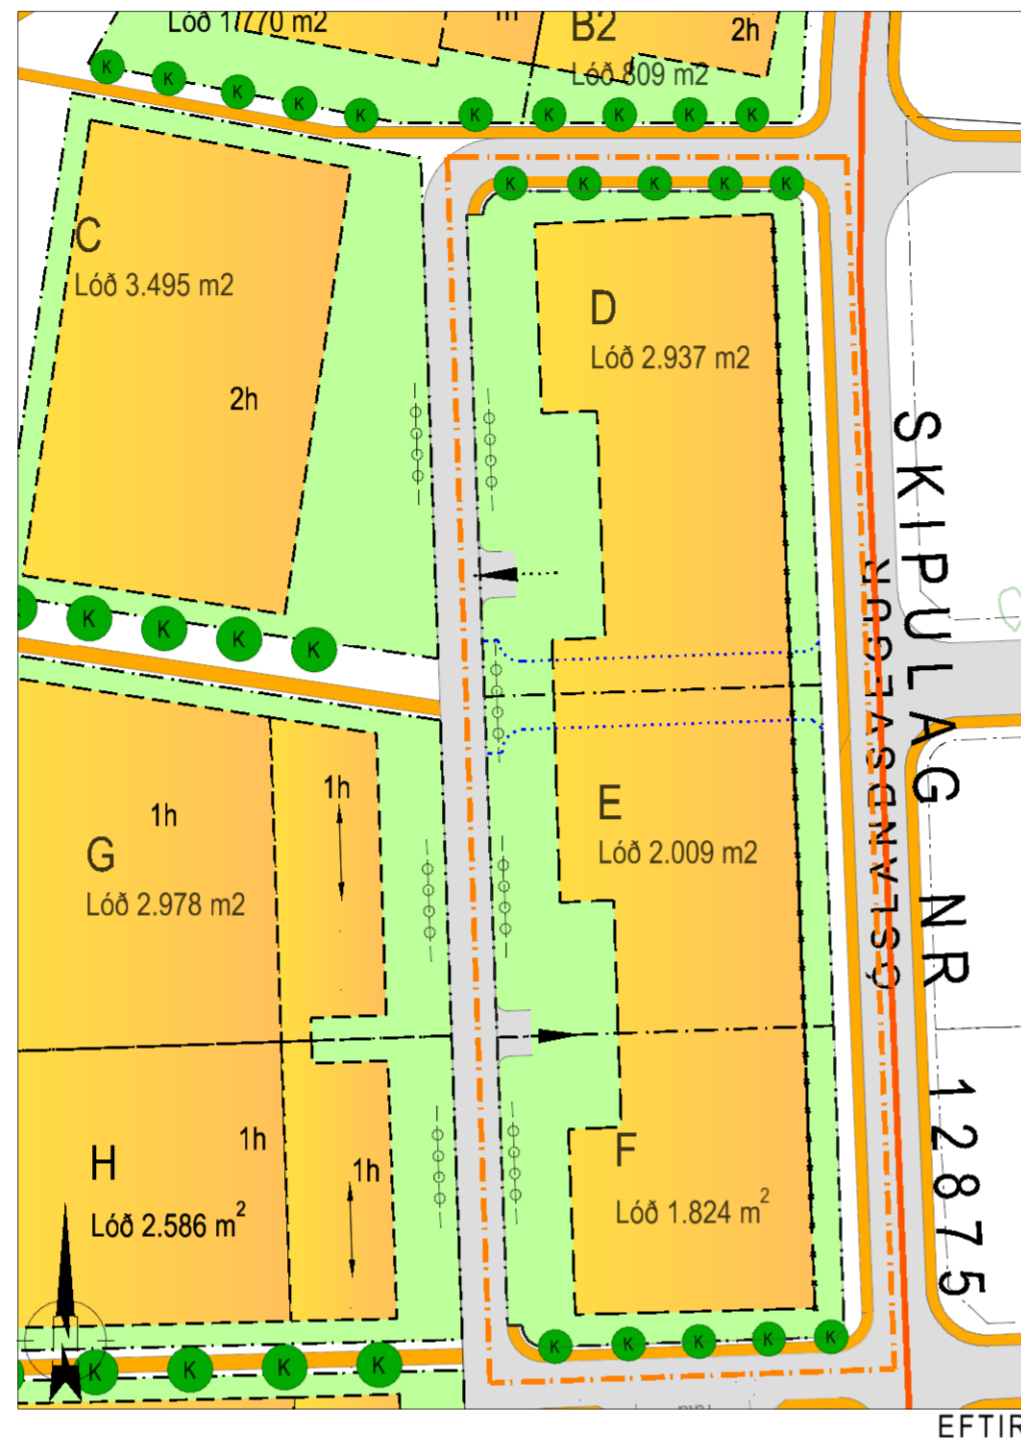 Lóð 1.770 m2
B2
2h
Lóð 809 m2
K K K K K K K K K K
K K K K K
C
Lóð 3.495 m2
2h
D
Lóð 2.937 m2
K K K K
1h
1h
G
Lóð 2.978 m2
E
Lóð 2.009 m2
1h
1h
H
Lóð 2.586 m²
F
Lóð 1.824 m²
N
K K K K
K K K K K
SKIPULAG NR 12875
EFTIR